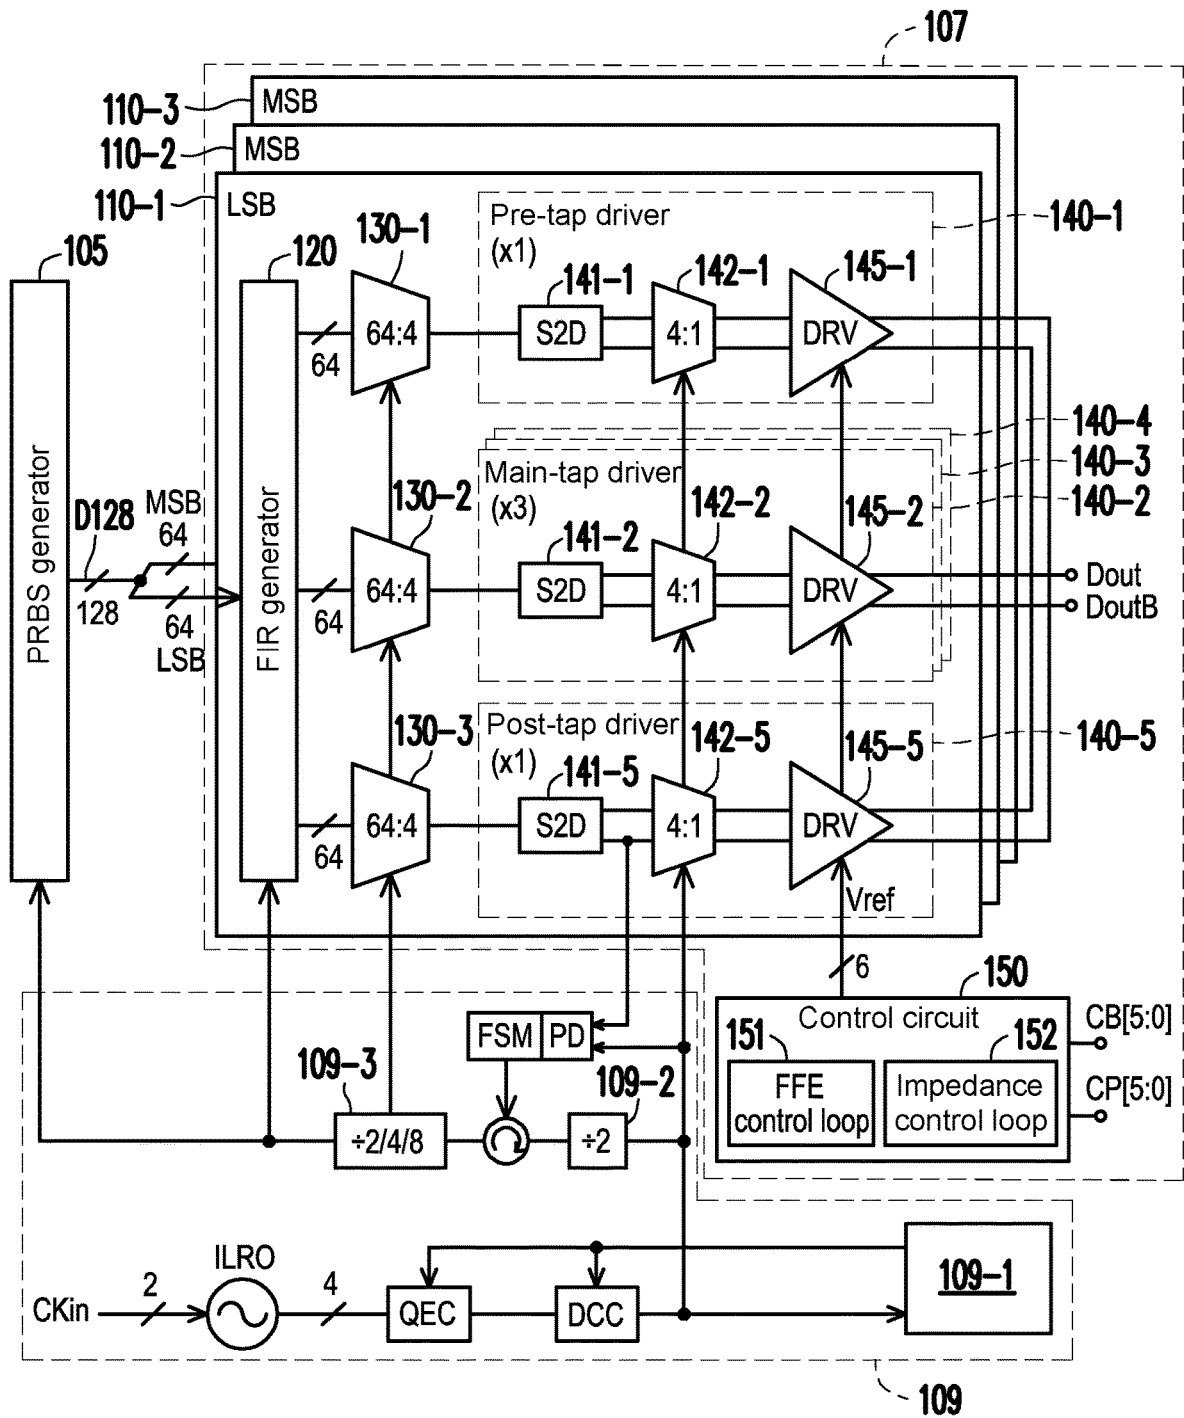 107
110-3
MSB
110-2
MSB
110-1
LSB
Pre-tap driver
(x1)
140-1
105
120
130-1
141-1
142-1
145-1
64
64:4
S2D
4:1
DRV
140-4
140-3
140-2
Main-tap driver
(x3)
130-2
141-2
142-2
145-2
PRBS generator
D128
128
MSB
64
64
LSB
FIR generator
64
64:4
S2D
4:1
DRV
Dout
DoutB
Post-tap driver
(x1)
130-3
141-5
142-5
145-5
140-5
64
64:4
S2D
4:1
DRV
Vref
6
150
Control circuit
151
152
FFE
control loop
Impedance
control loop
CB[5:0]
CP[5:0]
FSM
PD
109-3
109-2
÷2/4/8
÷2
ILRO
CKin
2
4
QEC
DCC
109-1
109